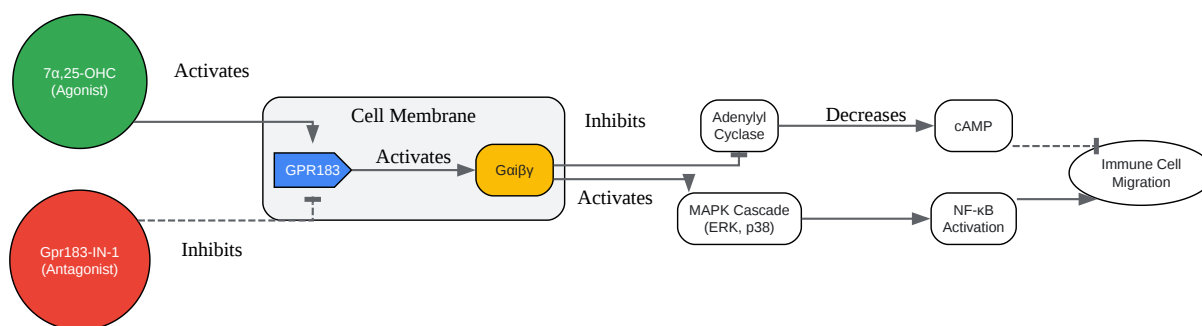 7α,25-OHC
(Agonist)
Activates
Cell Membrane
GPR183
Activates
Gαiβγ
Inhibits
Activates
Adenylyl
Cyclase
Decreases
cAMP
Immune Cell
Migration
MAPK Cascade
(ERK, p38)
NF-κB
Activation
Gpr183-IN-1
(Antagonist)
Inhibits